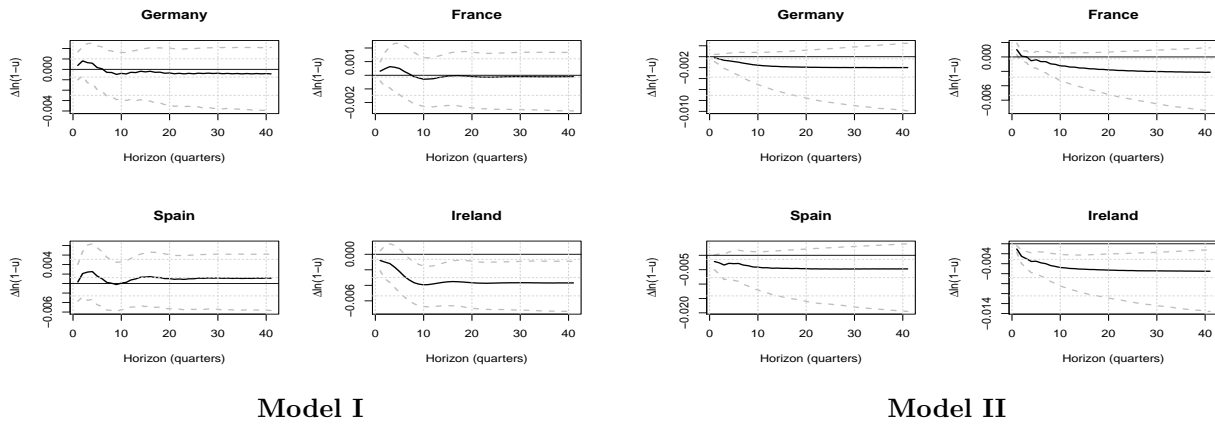 Germany
Δln(1−u)
0.000
−0.004
0 10 20 30 40
Horizon (quarters)
France
Δln(1−u)
0.001
−0.002
0 10 20 30 40
Horizon (quarters)
Spain
Δln(1−u)
0.004
−0.006
0 10 20 30 40
Horizon (quarters)
Ireland
Δln(1−u)
0.000
−0.006
0 10 20 30 40
Horizon (quarters)
Model I
Germany
Δln(1−u)
−0.002
−0.010
0 10 20 30 40
Horizon (quarters)
France
Δln(1−u)
0.000
−0.006
0 10 20 30 40
Horizon (quarters)
Spain
Δln(1−u)
−0.005
−0.020
0 10 20 30 40
Horizon (quarters)
Ireland
Δln(1−u)
−0.004
−0.014
0 10 20 30 40
Horizon (quarters)
Model II